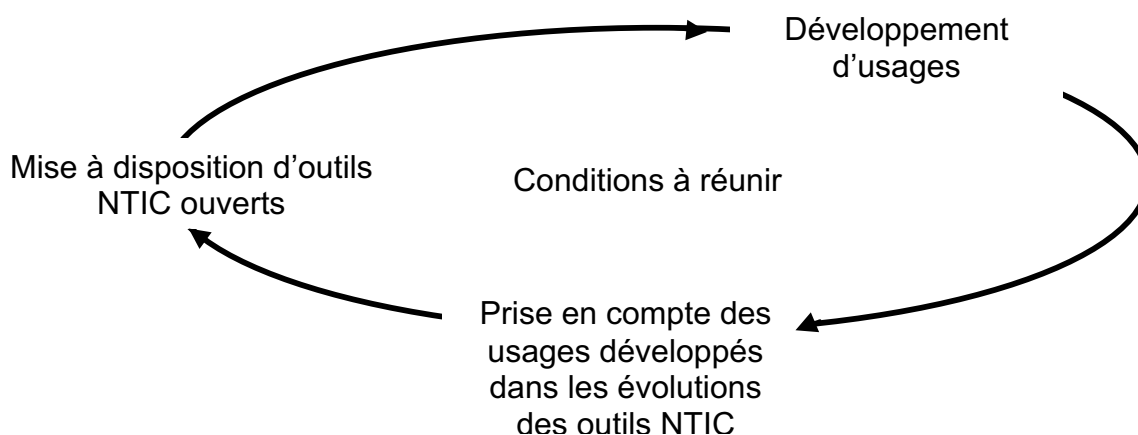 Développement
d’usages
Mise à disposition d’outils
NTIC ouverts
Conditions à réunir
Prise en compte des
usages développés
dans les évolutions
des outils NTIC